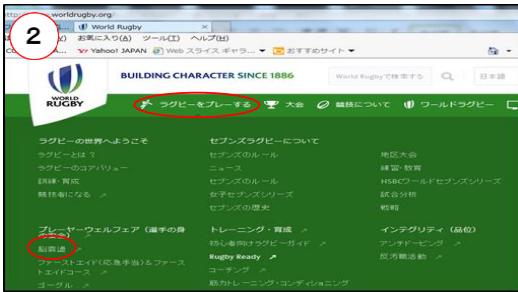 ttp://www.worldrugby.org/
World Rugby ×
2
お気に入り(A) ツール(T) ヘルプ(H)
Yahoo! JAPAN Web スライス ギャラ... おすすめサイト
WORLD RUGBY
BUILDING CHARACTER SINCE 1886
World Rugbyで検索する
日本語
ラグビーをプレーする 大会 競技について ワールドラグビー
ラグビーの世界へようこそ セブンズラグビーについて
ラグビーとは? セブンズのルール 地区大会
ラグビーのコアバリュー ニュース 練習・教育
訓練・育成 セブンズのルール HSBCワールドセブンズシリーズ
競技者になる 女子セブンズシリーズ 試合分析
セブンズの歴史 戦略
プレーヤーウェルフェア(選手の身の安全) トレーニング・育成 インテグリティ(品位)
脳震盪 初心者向けラグビーガイド アンチドーピング
ファーストエイド(応急手当)&ファーストエイドコース Rugby Ready 反汚職活動
コーチング
ゴーグル 筋力トレーニング・コンディショニング